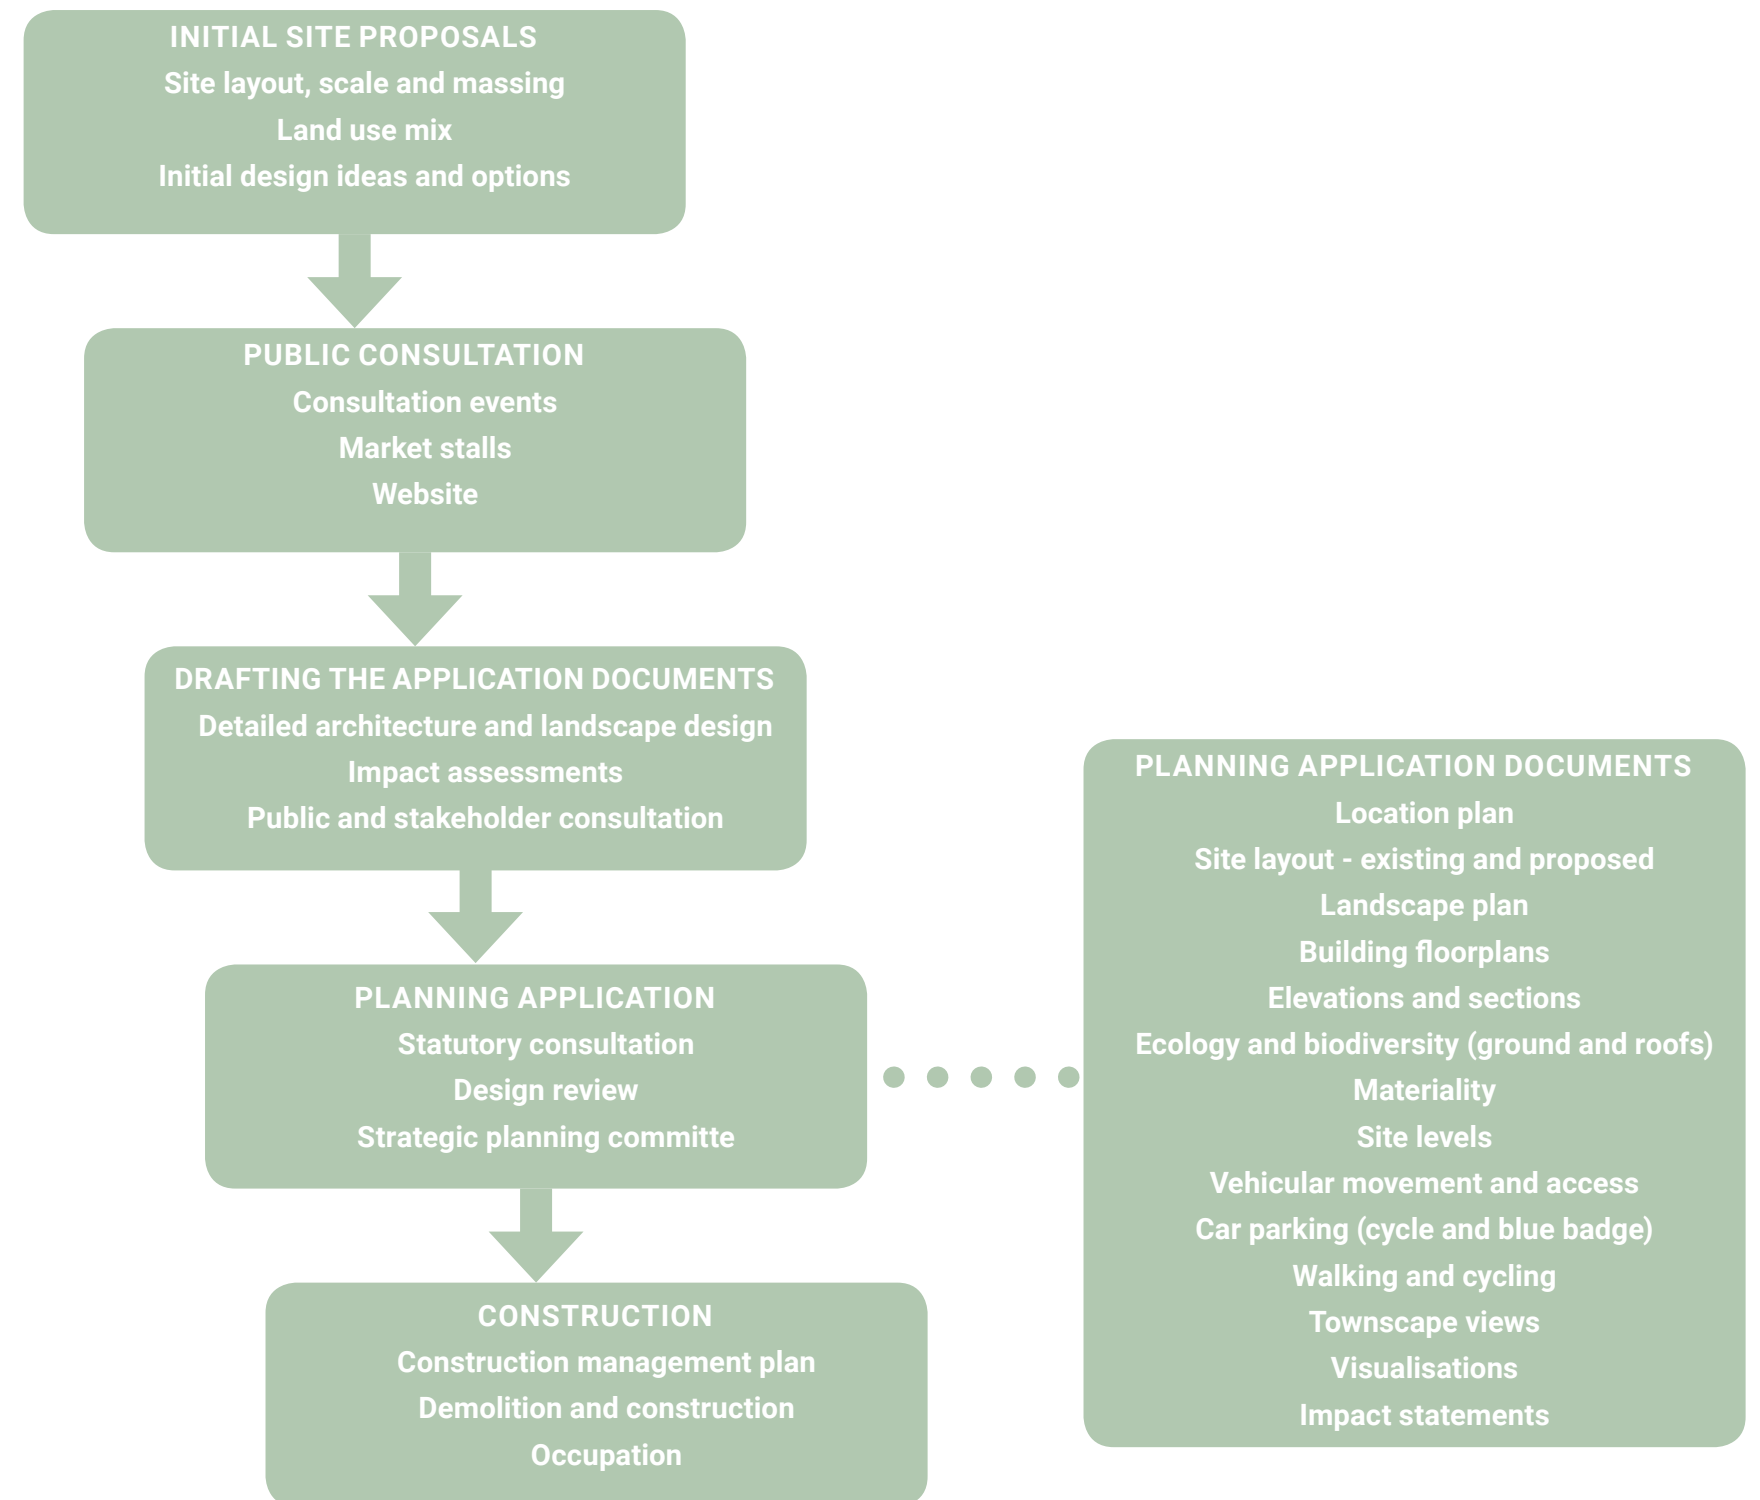 INITIAL SITE PROPOSALS
Site layout, scale and massing
Land use mix
Initial design ideas and options
PUBLIC CONSULTATION
Consultation events
Market stalls
Website
DRAFTING THE APPLICATION DOCUMENTS
Detailed architecture and landscape design
Impact assessments
Public and stakeholder consultation
PLANNING APPLICATION
Statutory consultation
Design review
Strategic planning committe
CONSTRUCTION
Construction management plan
Demolition and construction
Occupation
PLANNING APPLICATION DOCUMENTS
Location plan
Site layout - existing and proposed
Landscape plan
Building floorplans
Elevations and sections
Ecology and biodiversity (ground and roofs)
Materiality
Site levels
Vehicular movement and access
Car parking (cycle and blue badge)
Walking and cycling
Townscape views
Visualisations
Impact statements